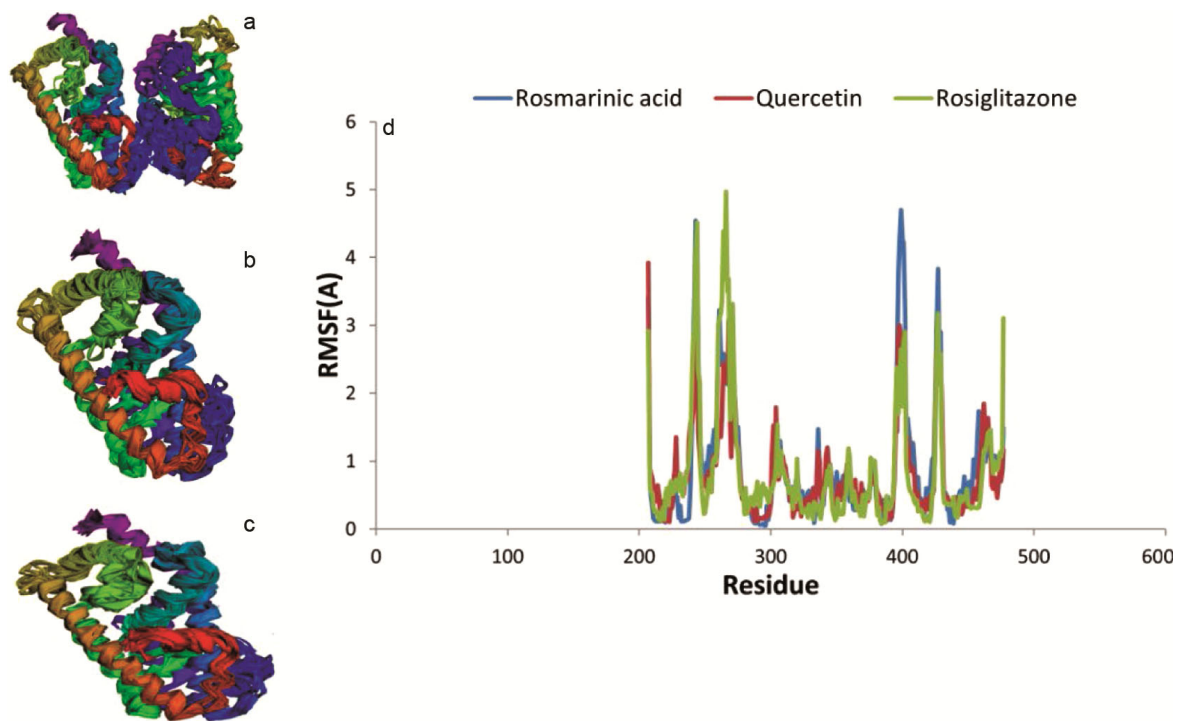 a
b
c
Rosmarinic acid Quercetin Rosiglitazone
d
RMSF(A)
6
5
4
3
2
1
0
0 100 200 300 400 500 600
Residue